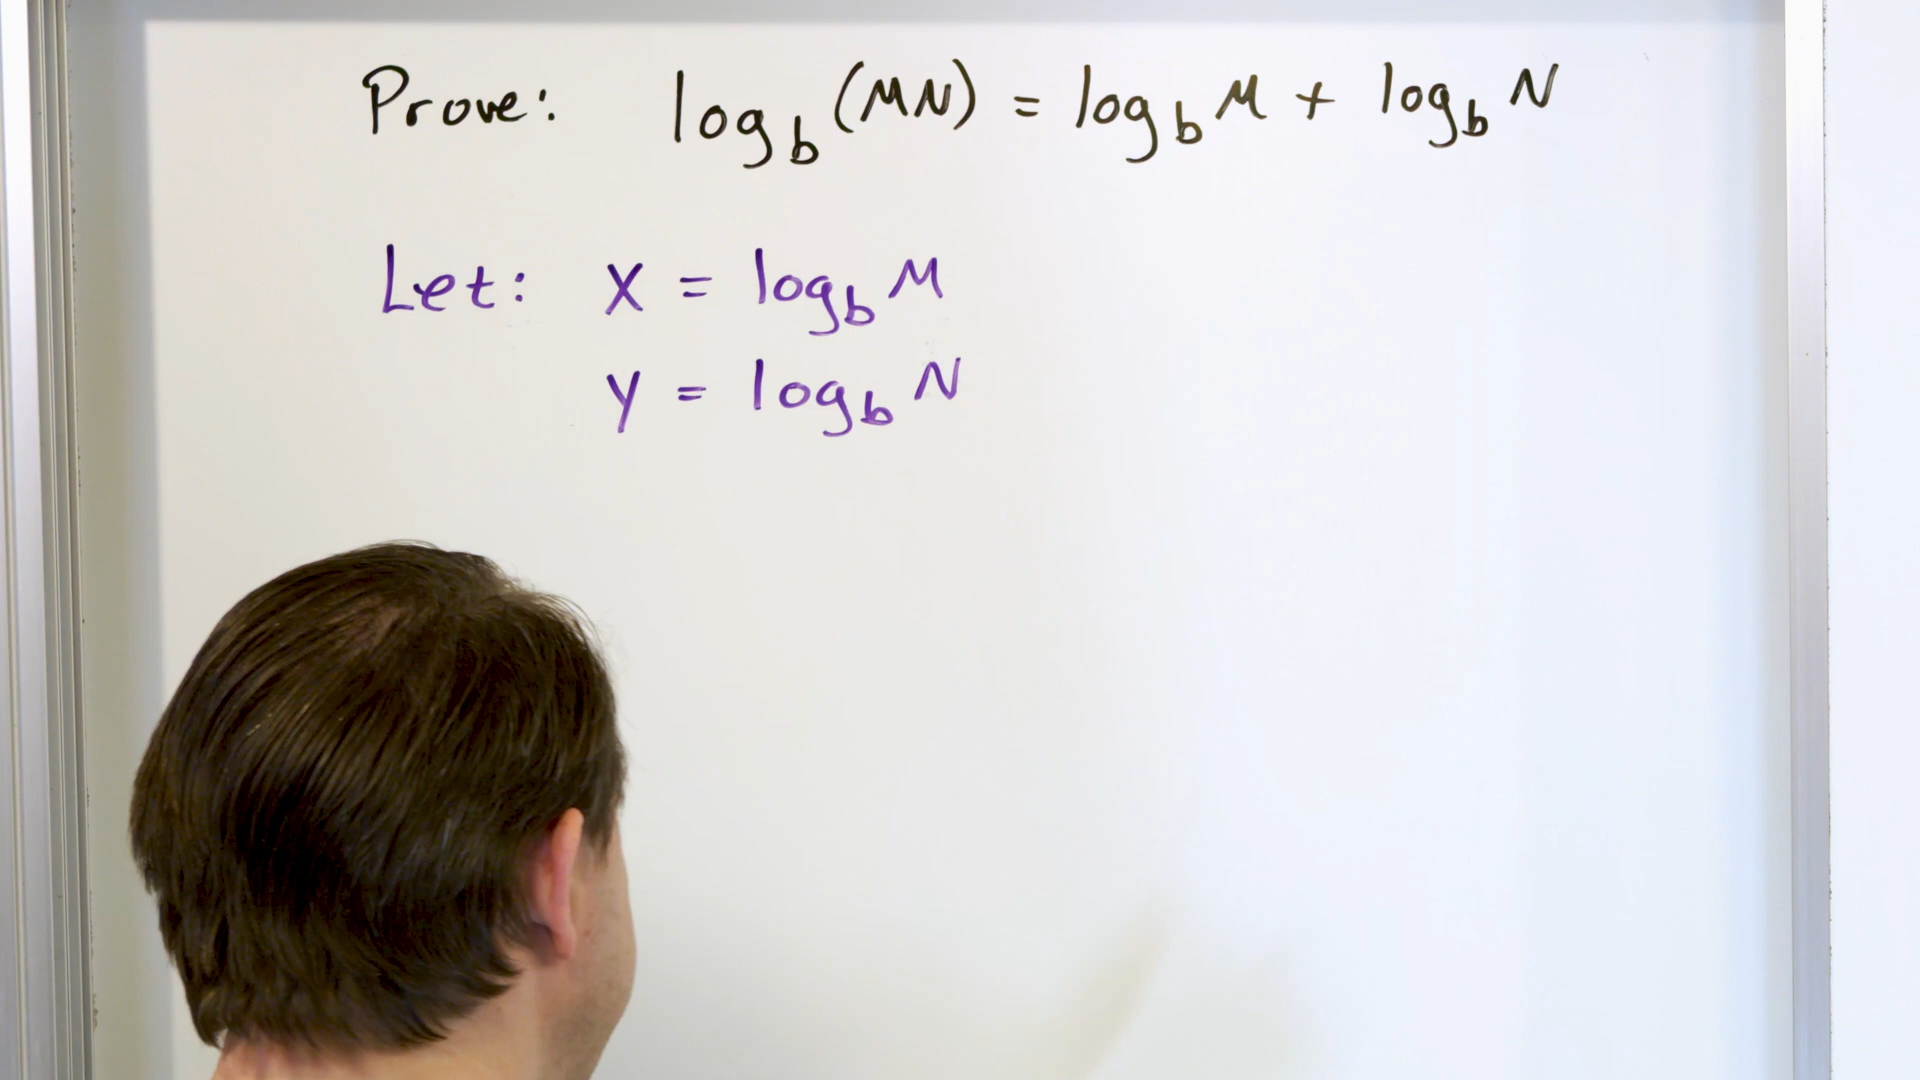 Prove: log_b (MN) = log_b M + log_b N
Let: x = log_b M
y = log_b N